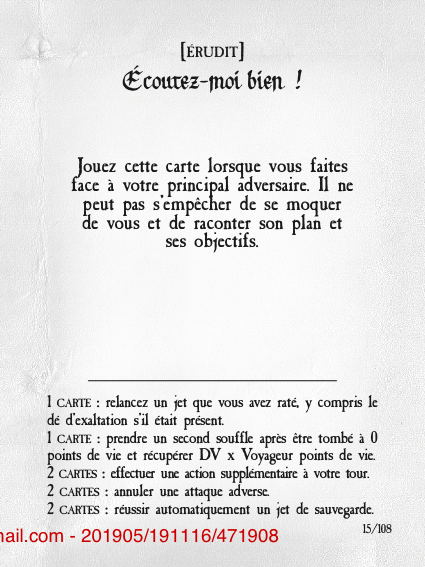 [ÉRUDIT]
Écoutez-moi bien !
Jouez cette carte lorsque vous faites
face à votre principal adversaire. Il ne
peut pas s'empêcher de se moquer
de vous et de raconter son plan et
ses objectifs.
1 CARTE : relancez un jet que vous avez raté, y compris le
dé d'exaltation s'il était présent.
1 CARTE : prendre un second souffle après être tombé à 0
points de vie et récupérer DV x Voyageur points de vie.
2 CARTES : effectuer une action supplémentaire à votre tour.
2 CARTES : annuler une attaque adverse.
2 CARTES : réussir automatiquement un jet de sauvegarde.
15/108
mail.com - 201905/191116/471908